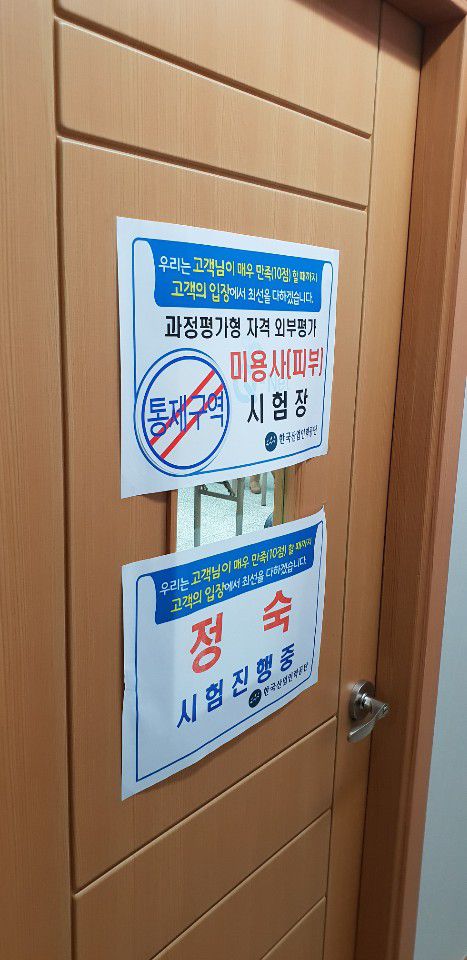 우리는 고객님이 매우 만족(10점) 할 때까지
고객의 입장에서 최선을 다하겠습니다.
과정평가형 자격 외부평가
미용사(피부)
통재구역
시험장
한국산업인력공단
우리는 고객님이 매우 만족(10점) 할 때까지
고객의 입장에서 최선을 다하겠습니다.
정 숙
시험진행중
한국산업인력공단